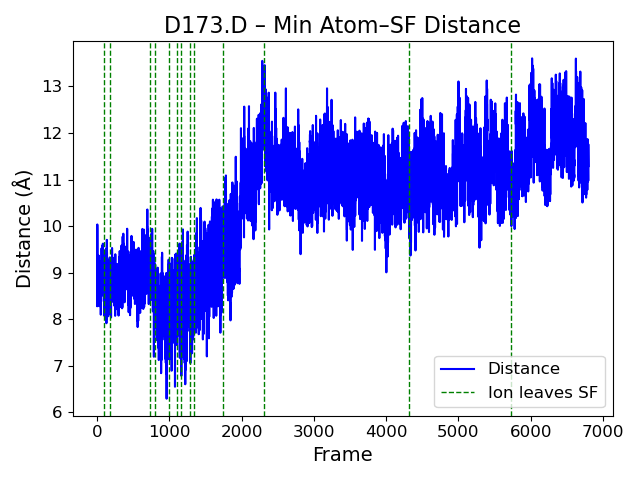 D173.D – Min Atom–SF Distance
Distance (Å)
13
12
11
10
9
8
7
6
0 1000 2000 3000 4000 5000 6000 7000
Frame
Distance
Ion leaves SF